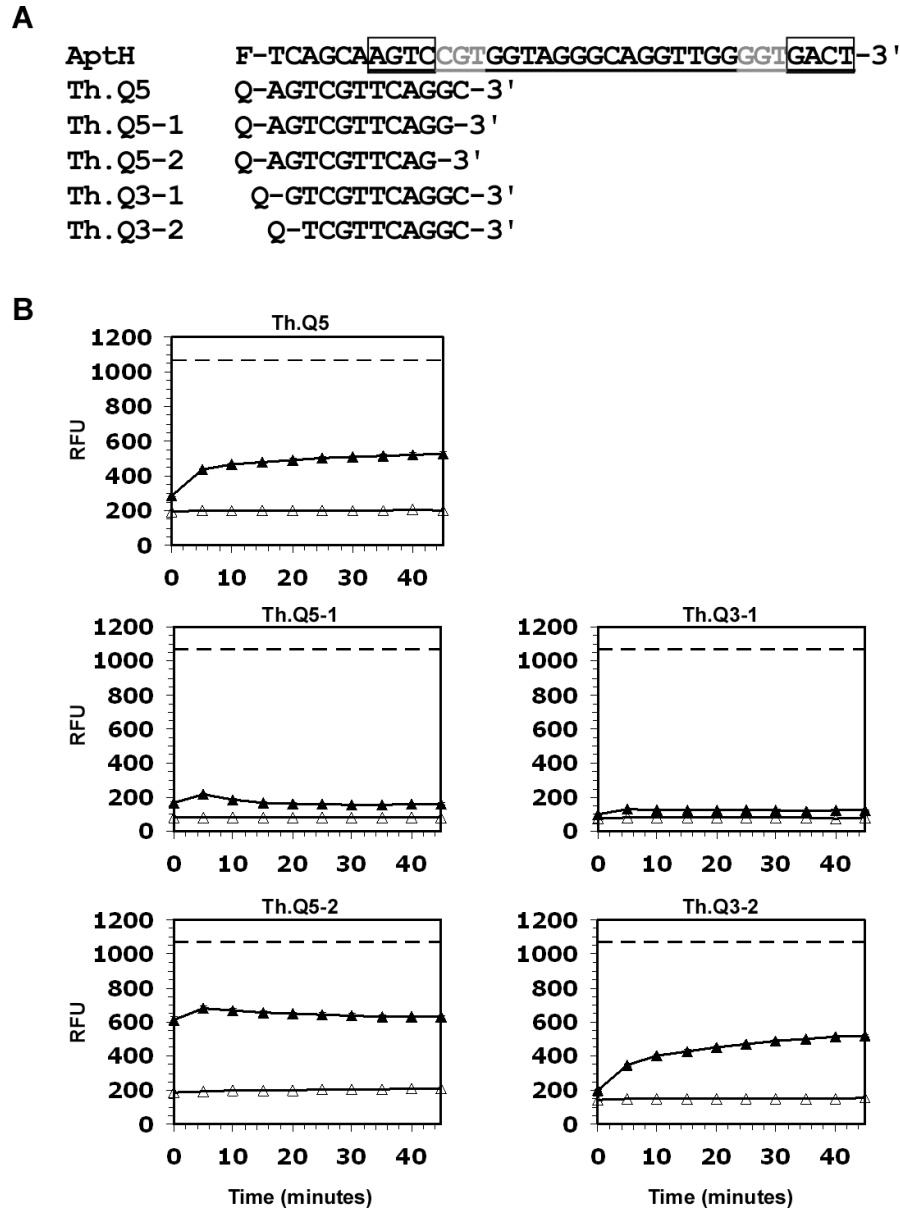 A
AptH F-TCAGCAAGTCCGTGGTAGGGCAGGTTGGGGTGACT-3'
Th.Q5 Q-AGTCGTTCAGGC-3'
Th.Q5-1 Q-AGTCGTTCAGG-3'
Th.Q5-2 Q-AGTCGTTCAG-3'
Th.Q3-1 Q-GTCGTTCAGGC-3'
Th.Q3-2 Q-TCGTTCAGGC-3'
B
Th.Q5
1200
1000
800
600
400
200
0
RFU
0 10 20 30 40
Th.Q5-1
1200
1000
800
600
400
200
0
RFU
0 10 20 30 40
Th.Q3-1
1200
1000
800
600
400
200
0
0 10 20 30 40
Th.Q5-2
1200
1000
800
600
400
200
0
RFU
0 10 20 30 40
Time (minutes)
Th.Q3-2
1200
1000
800
600
400
200
0
0 10 20 30 40
Time (minutes)